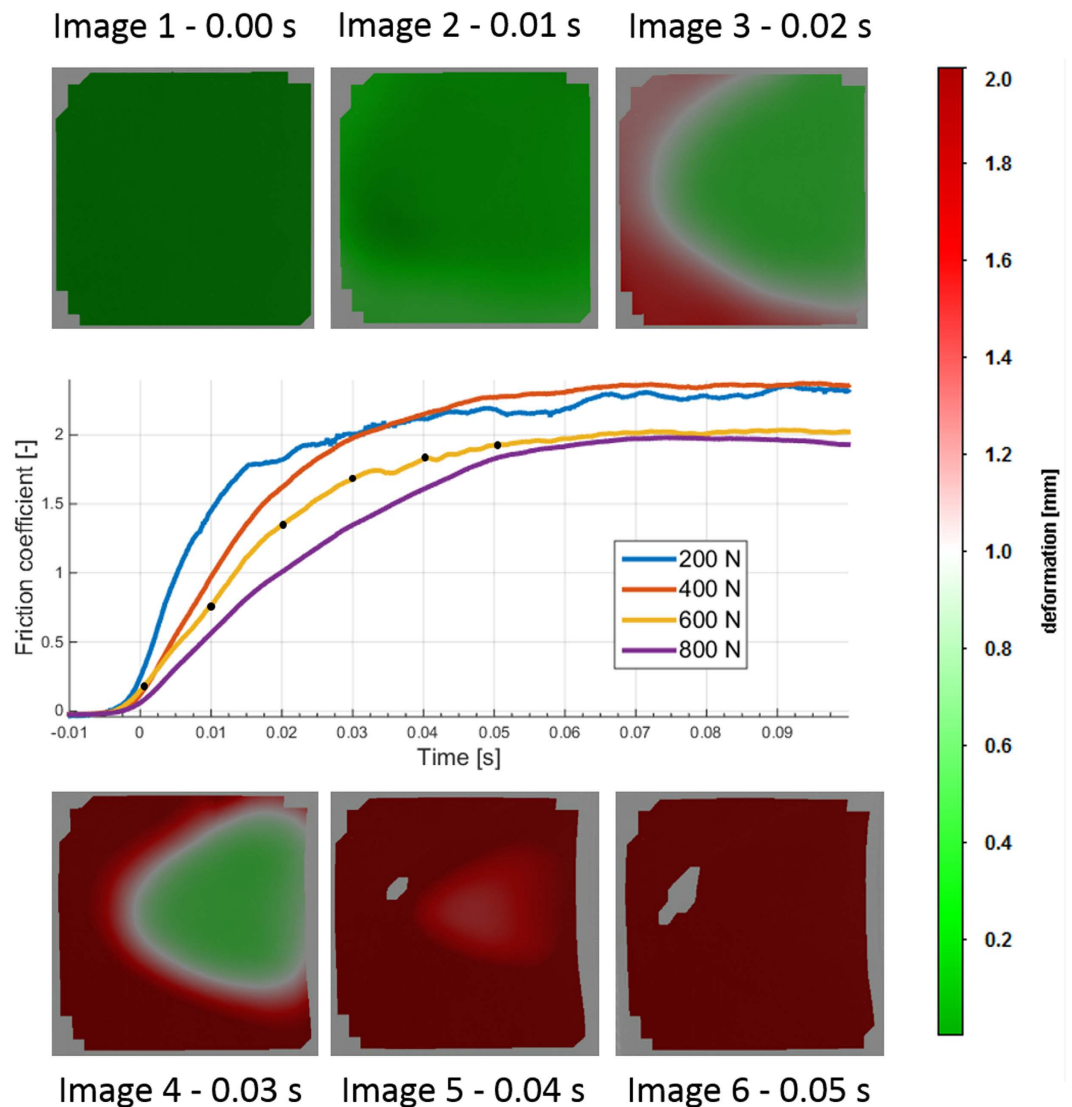 Image 1 - 0.00 s
Image 2 - 0.01 s
Image 3 - 0.02 s
2.0
1.8
1.6
1.4
1.2
1.0
0.8
0.6
0.4
0.2
deformation [mm]
Friction coefficient [-]
2
1.5
1
0.5
0
200 N
400 N
600 N
800 N
-0.01 0 0.01 0.02 0.03 0.04 0.05 0.06 0.07 0.08 0.09
Time [s]
Image 4 - 0.03 s
Image 5 - 0.04 s
Image 6 - 0.05 s